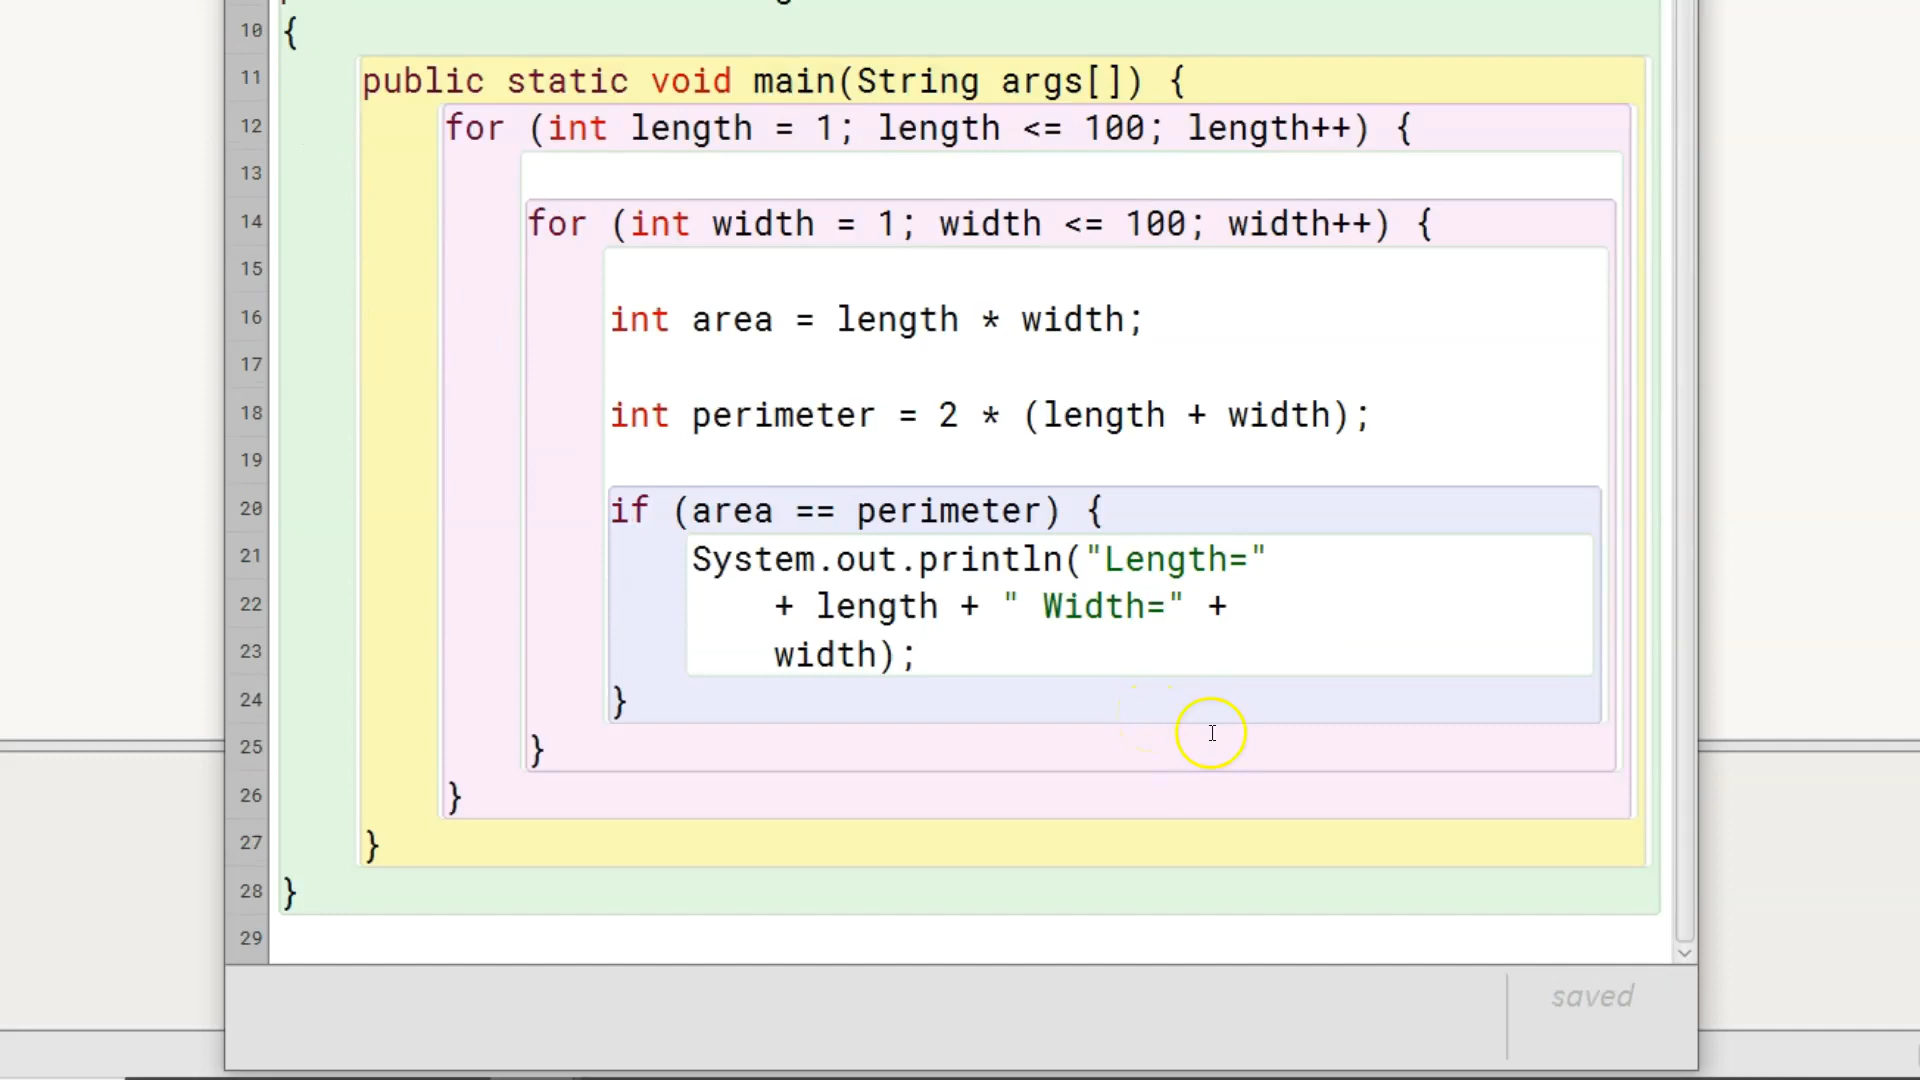 10 {
11 public static void main(String args[]) {
12 for (int length = 1; length <= 100; length++) {
13
14 for (int width = 1; width <= 100; width++) {
15
16 int area = length * width;
17
18 int perimeter = 2 * (length + width);
19
20 if (area == perimeter) {
21 System.out.println("Length="
22 + length + " Width=" +
23 width);
24 }
25 }
26 }
27 }
28 }
29
saved